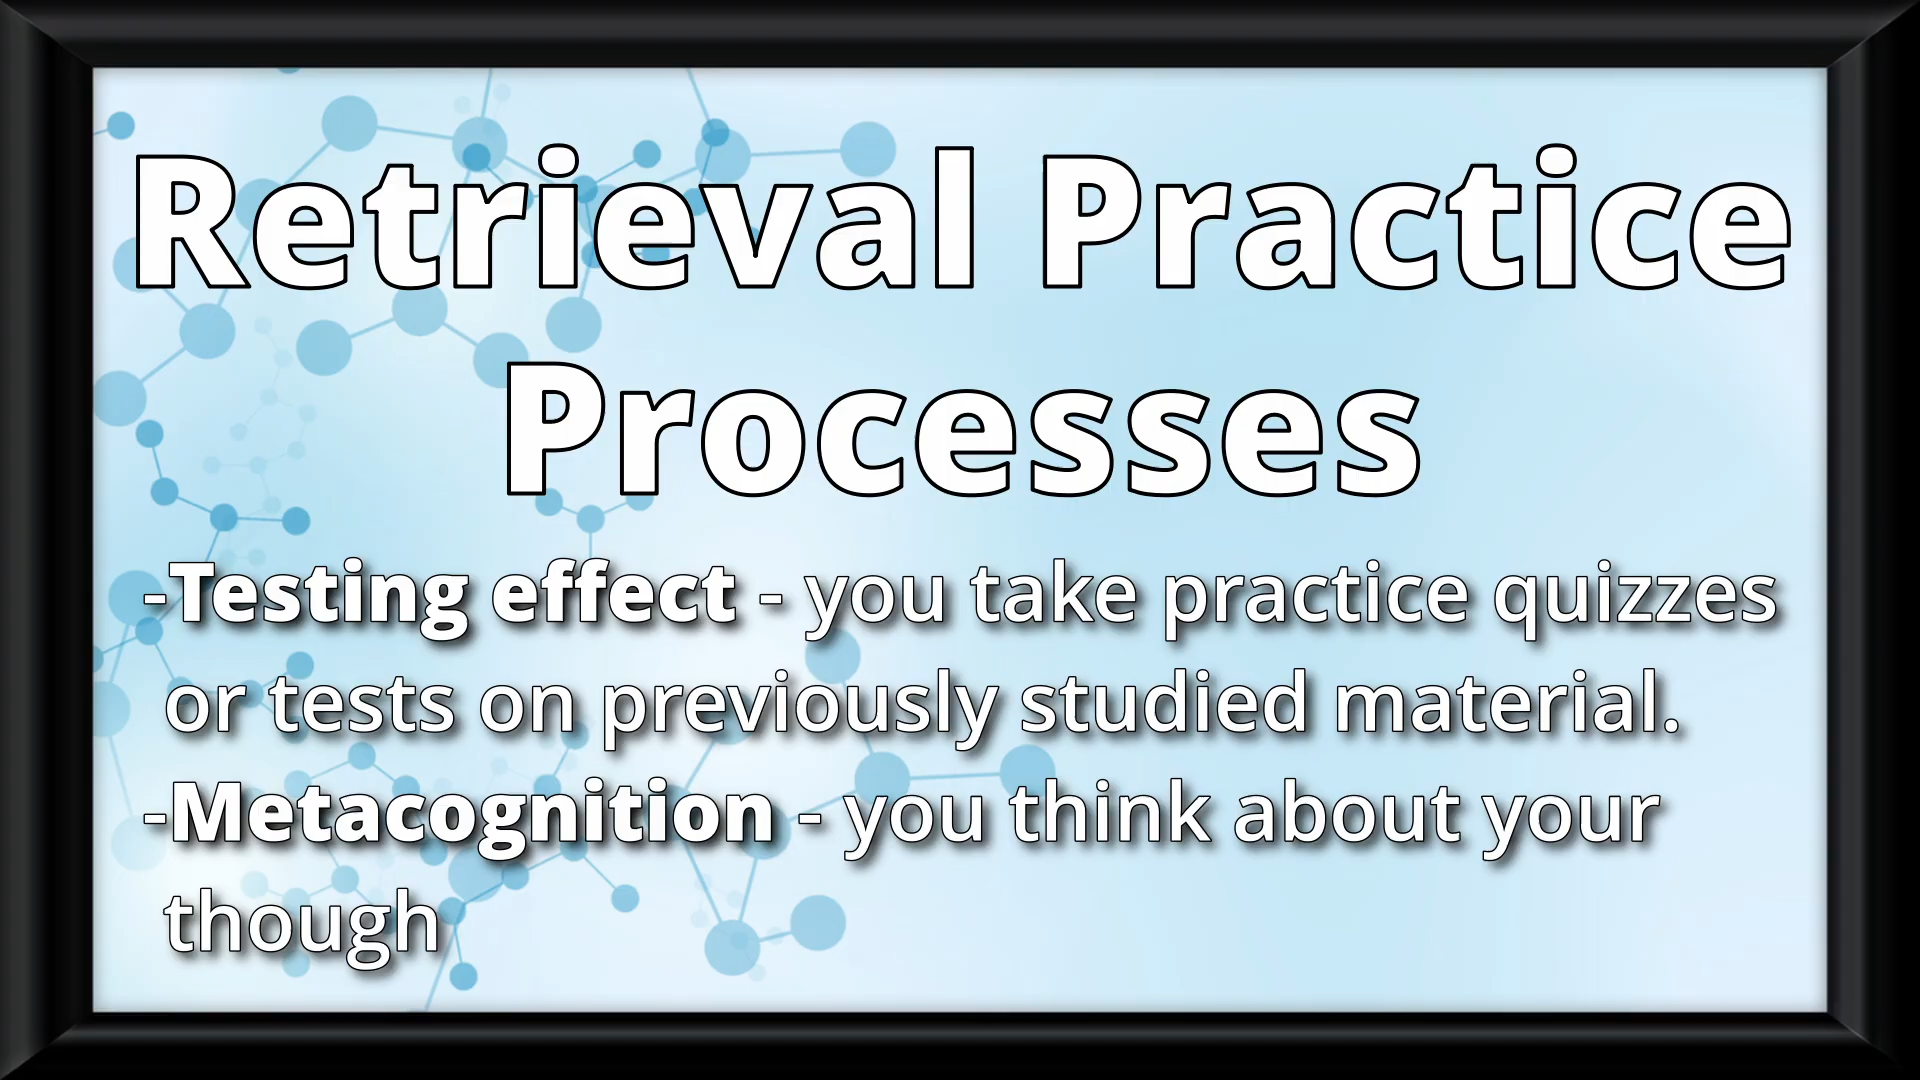 Retrieval Practice
Processes
-Testing effect - you take practice quizzes
or tests on previously studied material.
-Metacognition - you think about your
though